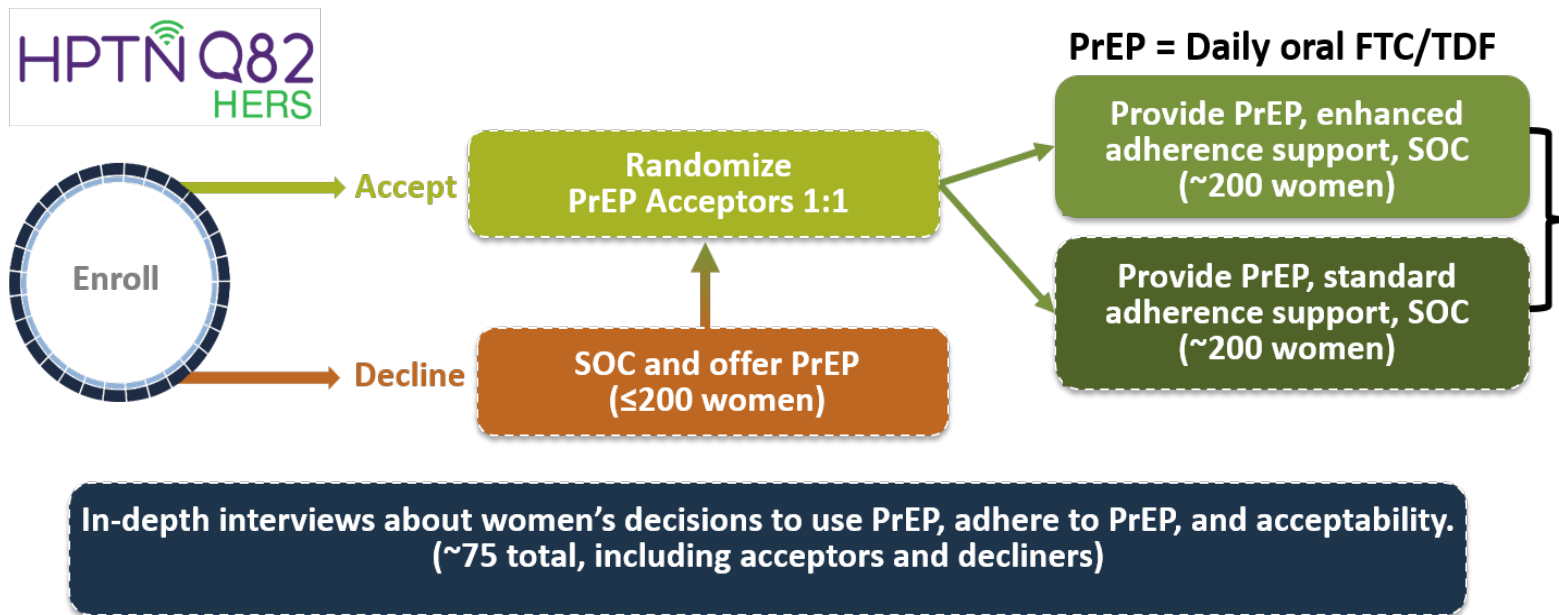 HPTN Q82
HERS
PrEP = Daily oral FTC/TDF
Enroll
Accept
Decline
Randomize
PrEP Acceptors 1:1
SOC and offer PrEP
(≤200 women)
Provide PrEP, enhanced
adherence support, SOC
(~200 women)
Provide PrEP, standard
adherence support, SOC
(~200 women)
In-depth interviews about women’s decisions to use PrEP, adhere to PrEP, and acceptability.
(~75 total, including acceptors and decliners)